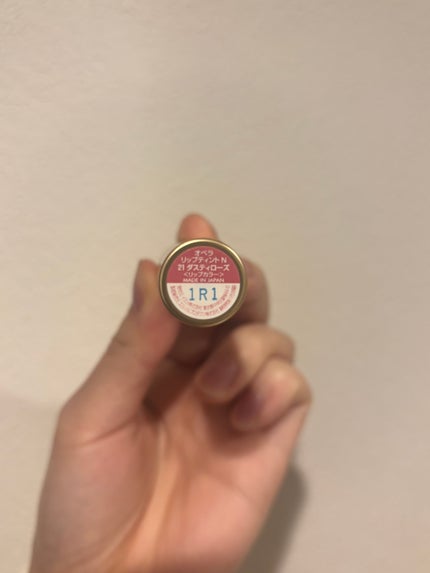 オペラ
リップティント N
21 ダスティローズ
<リップカラー>
MADE IN JAPAN
1R1